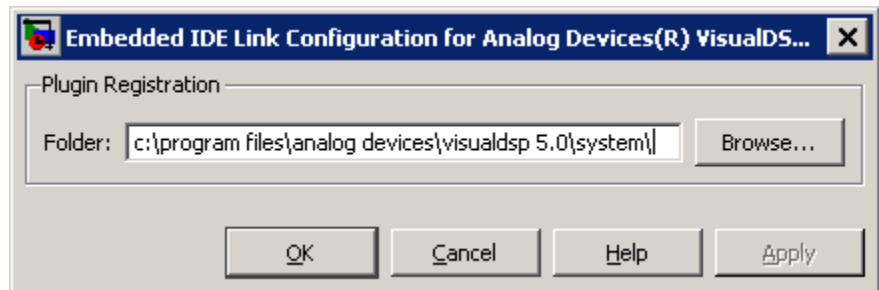 Embedded IDE Link Configuration for Analog Devices(R) VisualDS...
Plugin Registration
Folder: c:\program files\analog devices\visualdsp 5.0\system\ Browse...
OK Cancel Help Apply